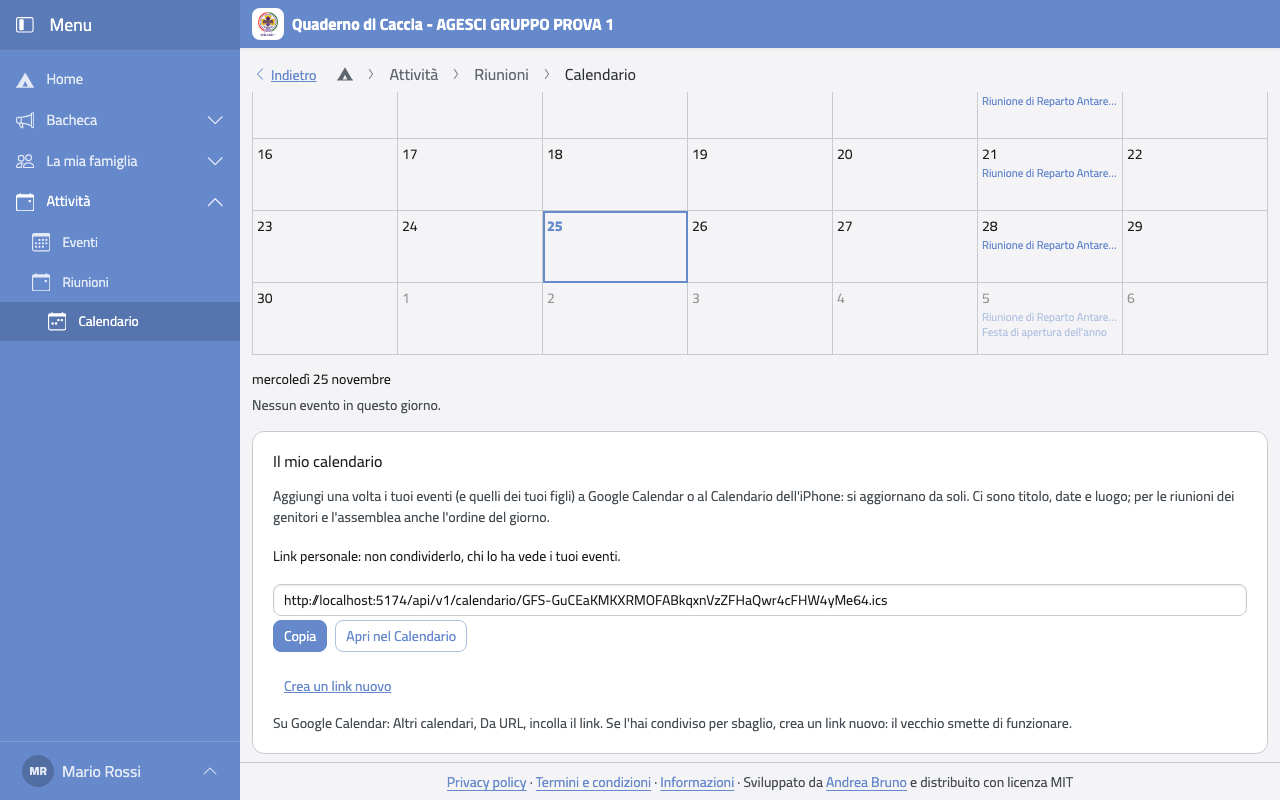 Menu
Quaderno di Caccia - AGESCI GRUPPO PROVA 1
Home
Bacheca
La mia famiglia
Attività
Eventi
Riunioni
Calendario
Indietro
Attività
Riunioni
Calendario
Riunione di Reparto Antare...
16 17 18 19 20 21 22
Riunione di Reparto Antare...
23 24 25 26 27 28 29
Riunione di Reparto Antare...
30 1 2 3 4 5 6
Riunione di Reparto Antare...
Festa di apertura dell'anno
mercoledì 25 novembre
Nessun evento in questo giorno.
Il mio calendario
Aggiungi una volta i tuoi eventi (e quelli dei tuoi figli) a Google Calendar o al Calendario dell'iPhone: si aggiornano da soli. Ci sono titolo, date e luogo; per le riunioni dei
genitori e l'assemblea anche l'ordine del giorno.
Link personale: non condividerlo, chi lo ha vede i tuoi eventi.
http://localhost:5174/api/v1/calendario/GFS-GuCEaKMKXRMOFABkqxnVzZFHaQwr4cFHW4yMe64.ics
Copia
Apri nel Calendario
Crea un link nuovo
Su Google Calendar: Altri calendari, Da URL, incolla il link. Se l'hai condiviso per sbaglio, crea un link nuovo: il vecchio smette di funzionare.
MR Mario Rossi
Privacy policy · Termini e condizioni · Informazioni · Sviluppato da Andrea Bruno e distribuito con licenza MIT